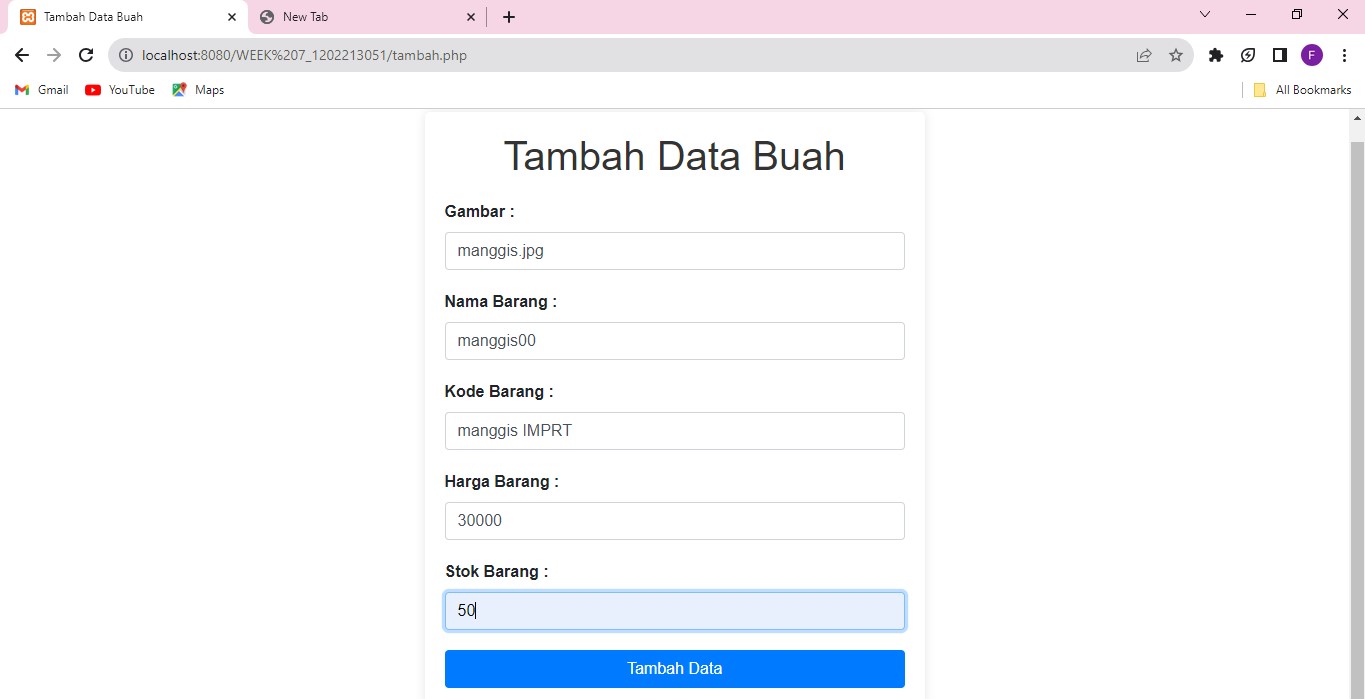 Tambah Data Buah
New Tab
localhost:8080/WEEK%207_1202213051/tambah.php
F
Gmail
YouTube
Maps
All Bookmarks
Tambah Data Buah
Gambar :
manggis.jpg
Nama Barang :
manggis00
Kode Barang :
manggis IMPRT
Harga Barang :
30000
Stok Barang :
50
Tambah Data